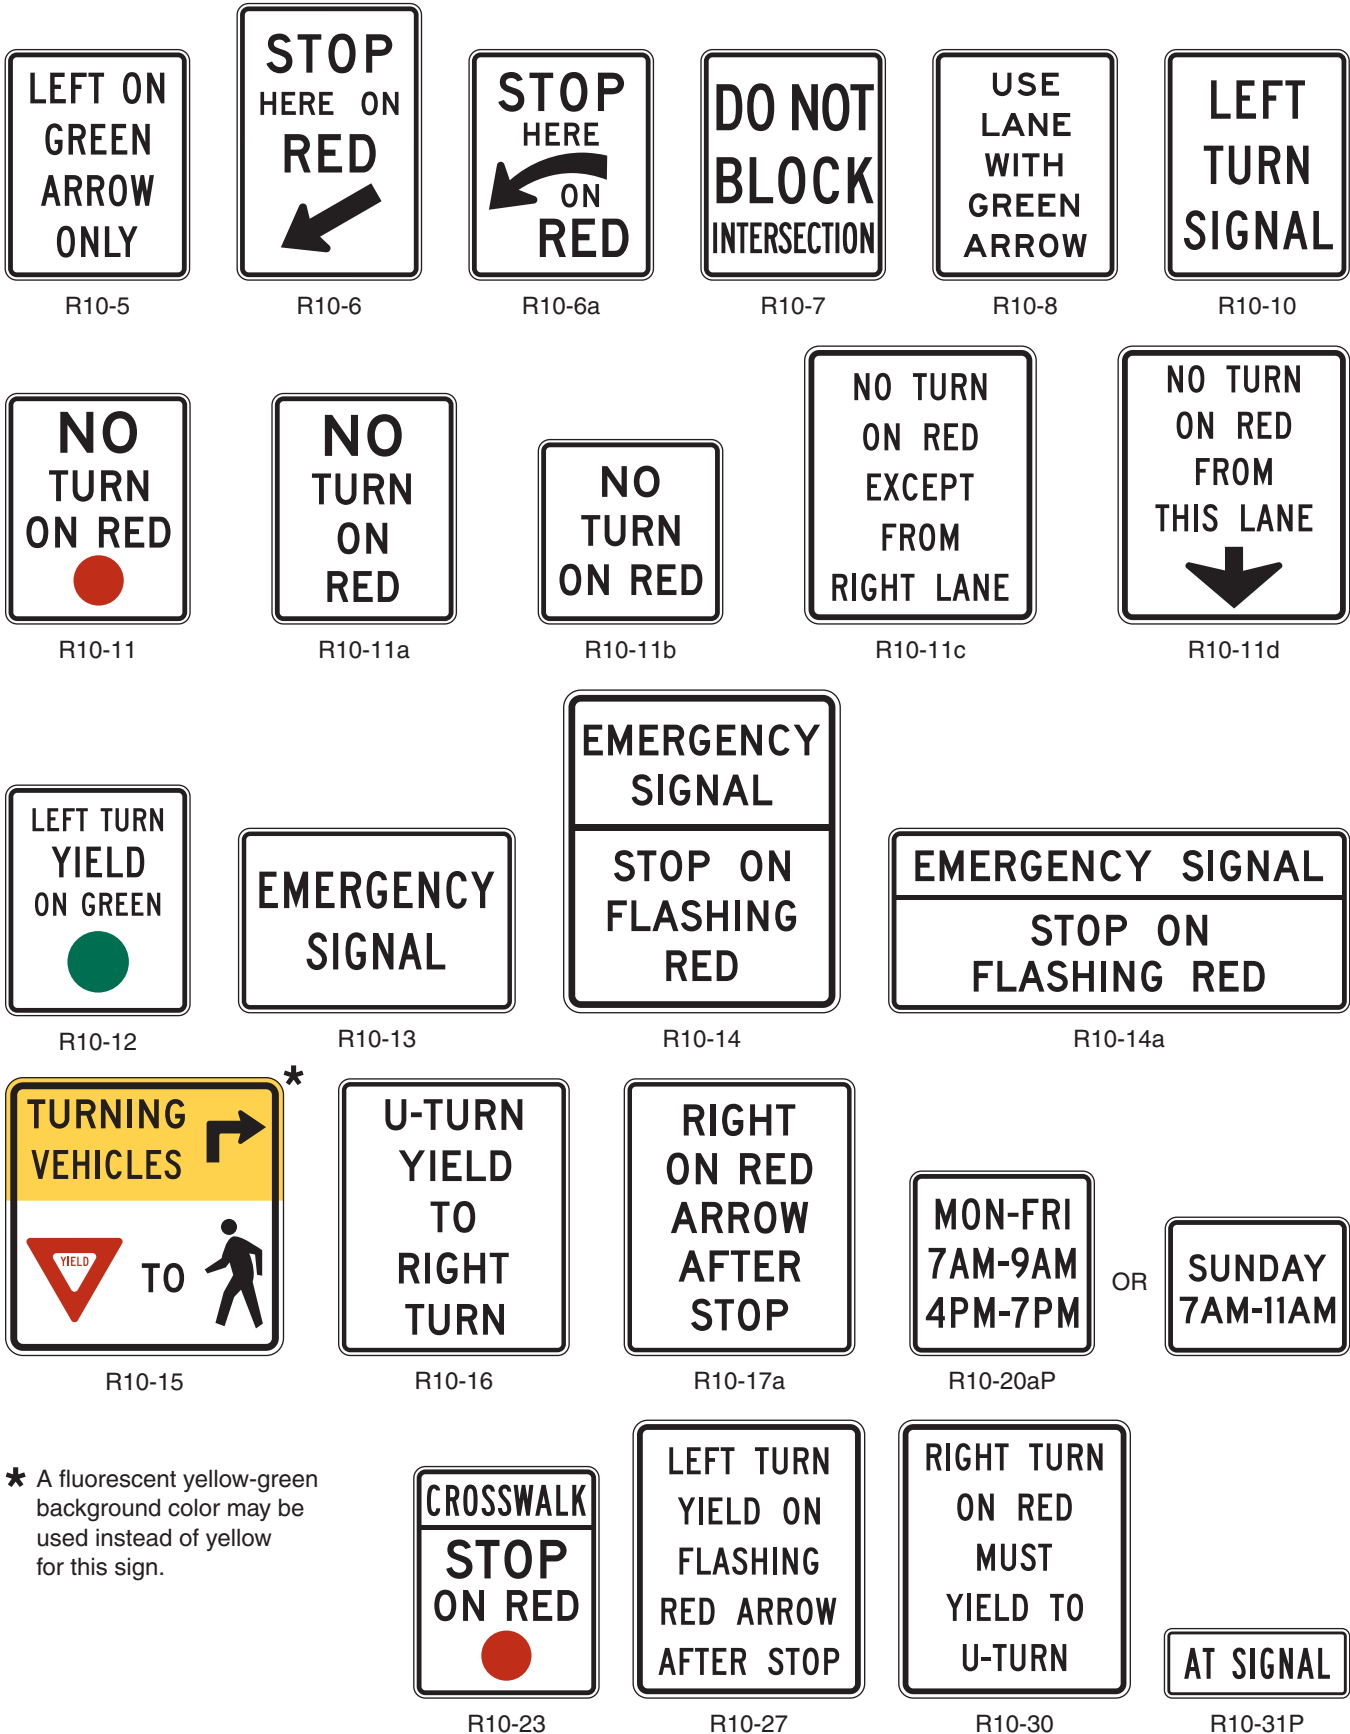 LEFT ON
GREEN
ARROW
ONLY
R10-5
STOP
HERE ON
RED
R10-6
STOP
HERE
ON
RED
R10-6a
DO NOT
BLOCK
INTERSECTION
R10-7
USE
LANE
WITH
GREEN
ARROW
R10-8
LEFT
TURN
SIGNAL
R10-10
NO
TURN
ON RED
R10-11
NO
TURN
ON
RED
R10-11a
NO
TURN
ON RED
R10-11b
NO TURN
ON RED
EXCEPT
FROM
RIGHT LANE
R10-11c
NO TURN
ON RED
FROM
THIS LANE
R10-11d
LEFT TURN
YIELD
ON GREEN
R10-12
EMERGENCY
SIGNAL
R10-13
EMERGENCY
SIGNAL
STOP ON
FLASHING
RED
R10-14
EMERGENCY SIGNAL
STOP ON
FLASHING RED
R10-14a
TURNING
VEHICLES
YIELD
TO
*
R10-15
U-TURN
YIELD
TO
RIGHT
TURN
R10-16
RIGHT
ON RED
ARROW
AFTER
STOP
R10-17a
MON-FRI
7AM-9AM
4PM-7PM
OR
SUNDAY
7AM-11AM
R10-20aP
* A fluorescent yellow-green
background color may be
used instead of yellow
for this sign.
CROSSWALK
STOP
ON RED
R10-23
LEFT TURN
YIELD ON
FLASHING
RED ARROW
AFTER STOP
R10-27
RIGHT TURN
ON RED
MUST
YIELD TO
U-TURN
R10-30
AT SIGNAL
R10-31P